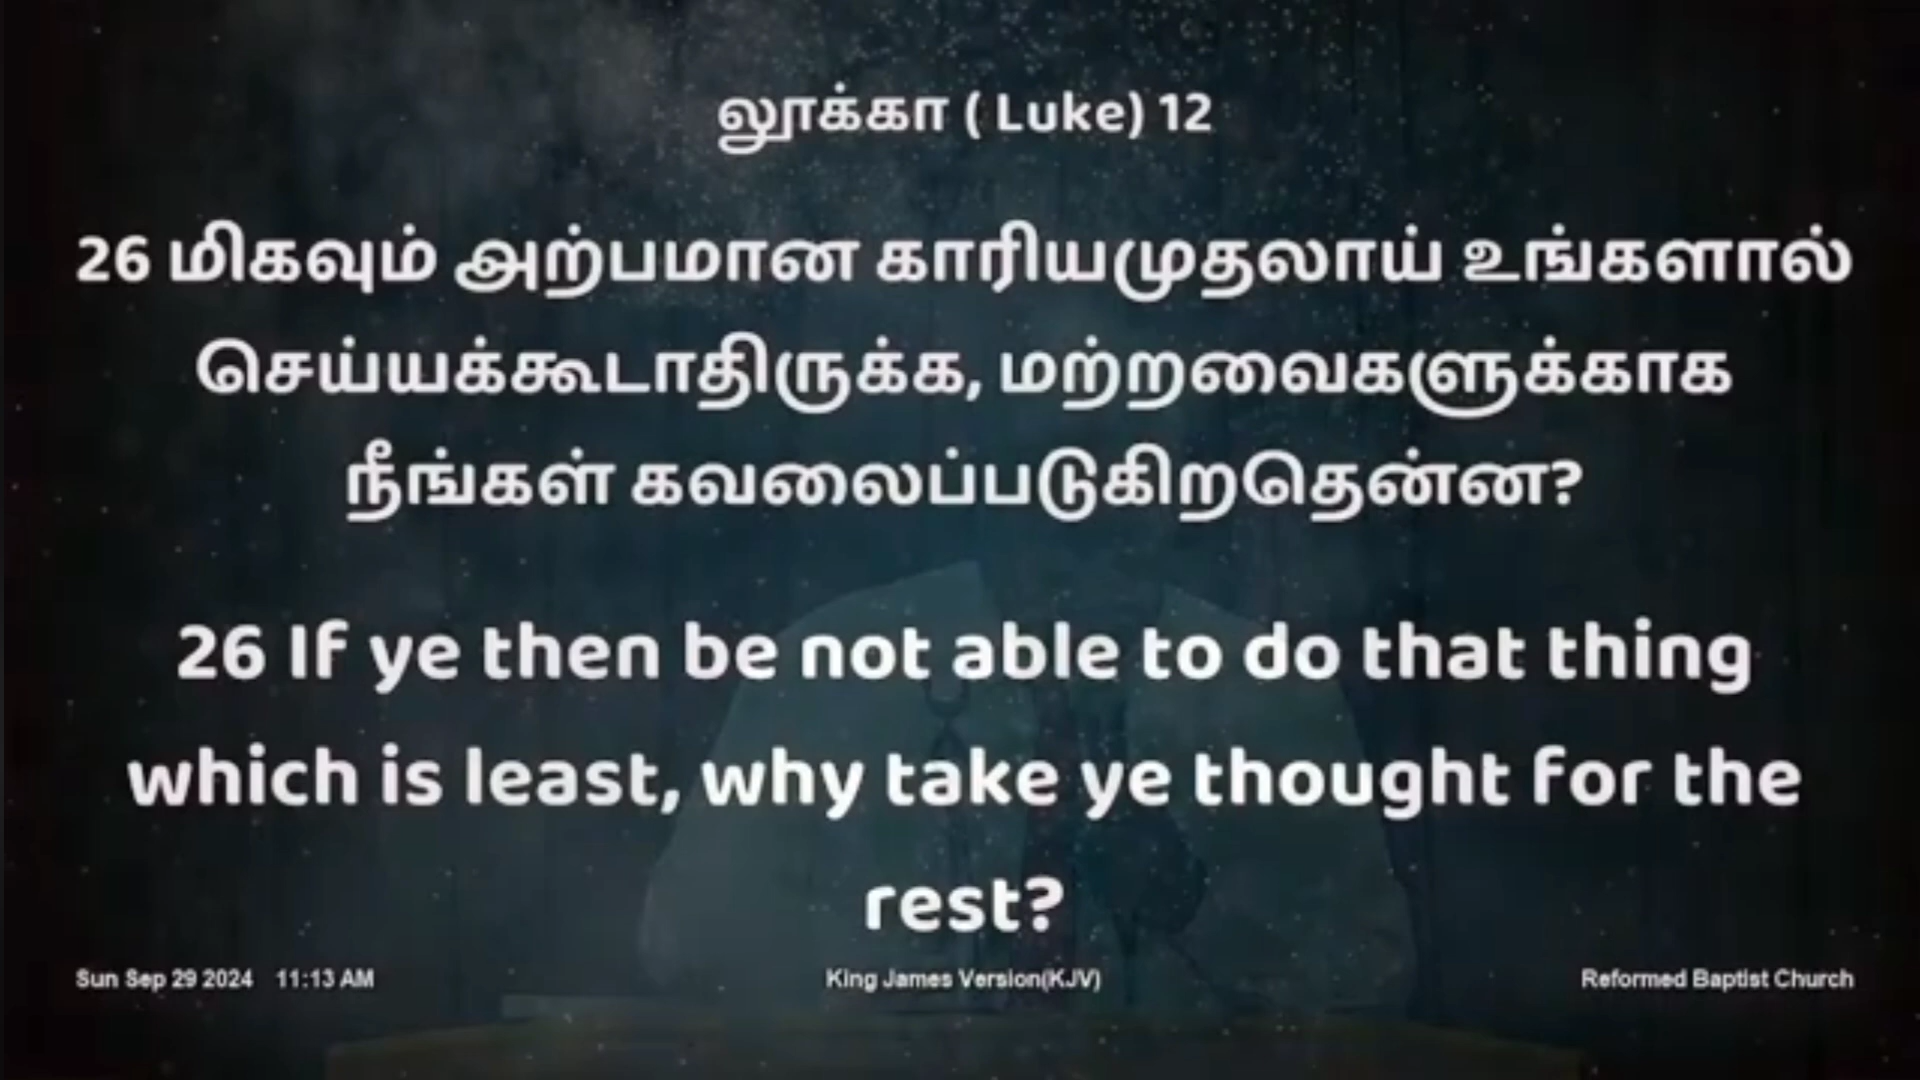 லூக்கா ( Luke) 12
26 மிகவும் அற்பமான காரியமுதலாய் உங்களால்
செய்யக்கூடாதிருக்க, மற்றவைகளுக்காக
நீங்கள் கவலைப்படுகிறதென்ன?
26 If ye then be not able to do that thing
which is least, why take ye thought for the
rest?
Sun Sep 29 2024 11:13 AM King James Version(KJV) Reformed Baptist Church